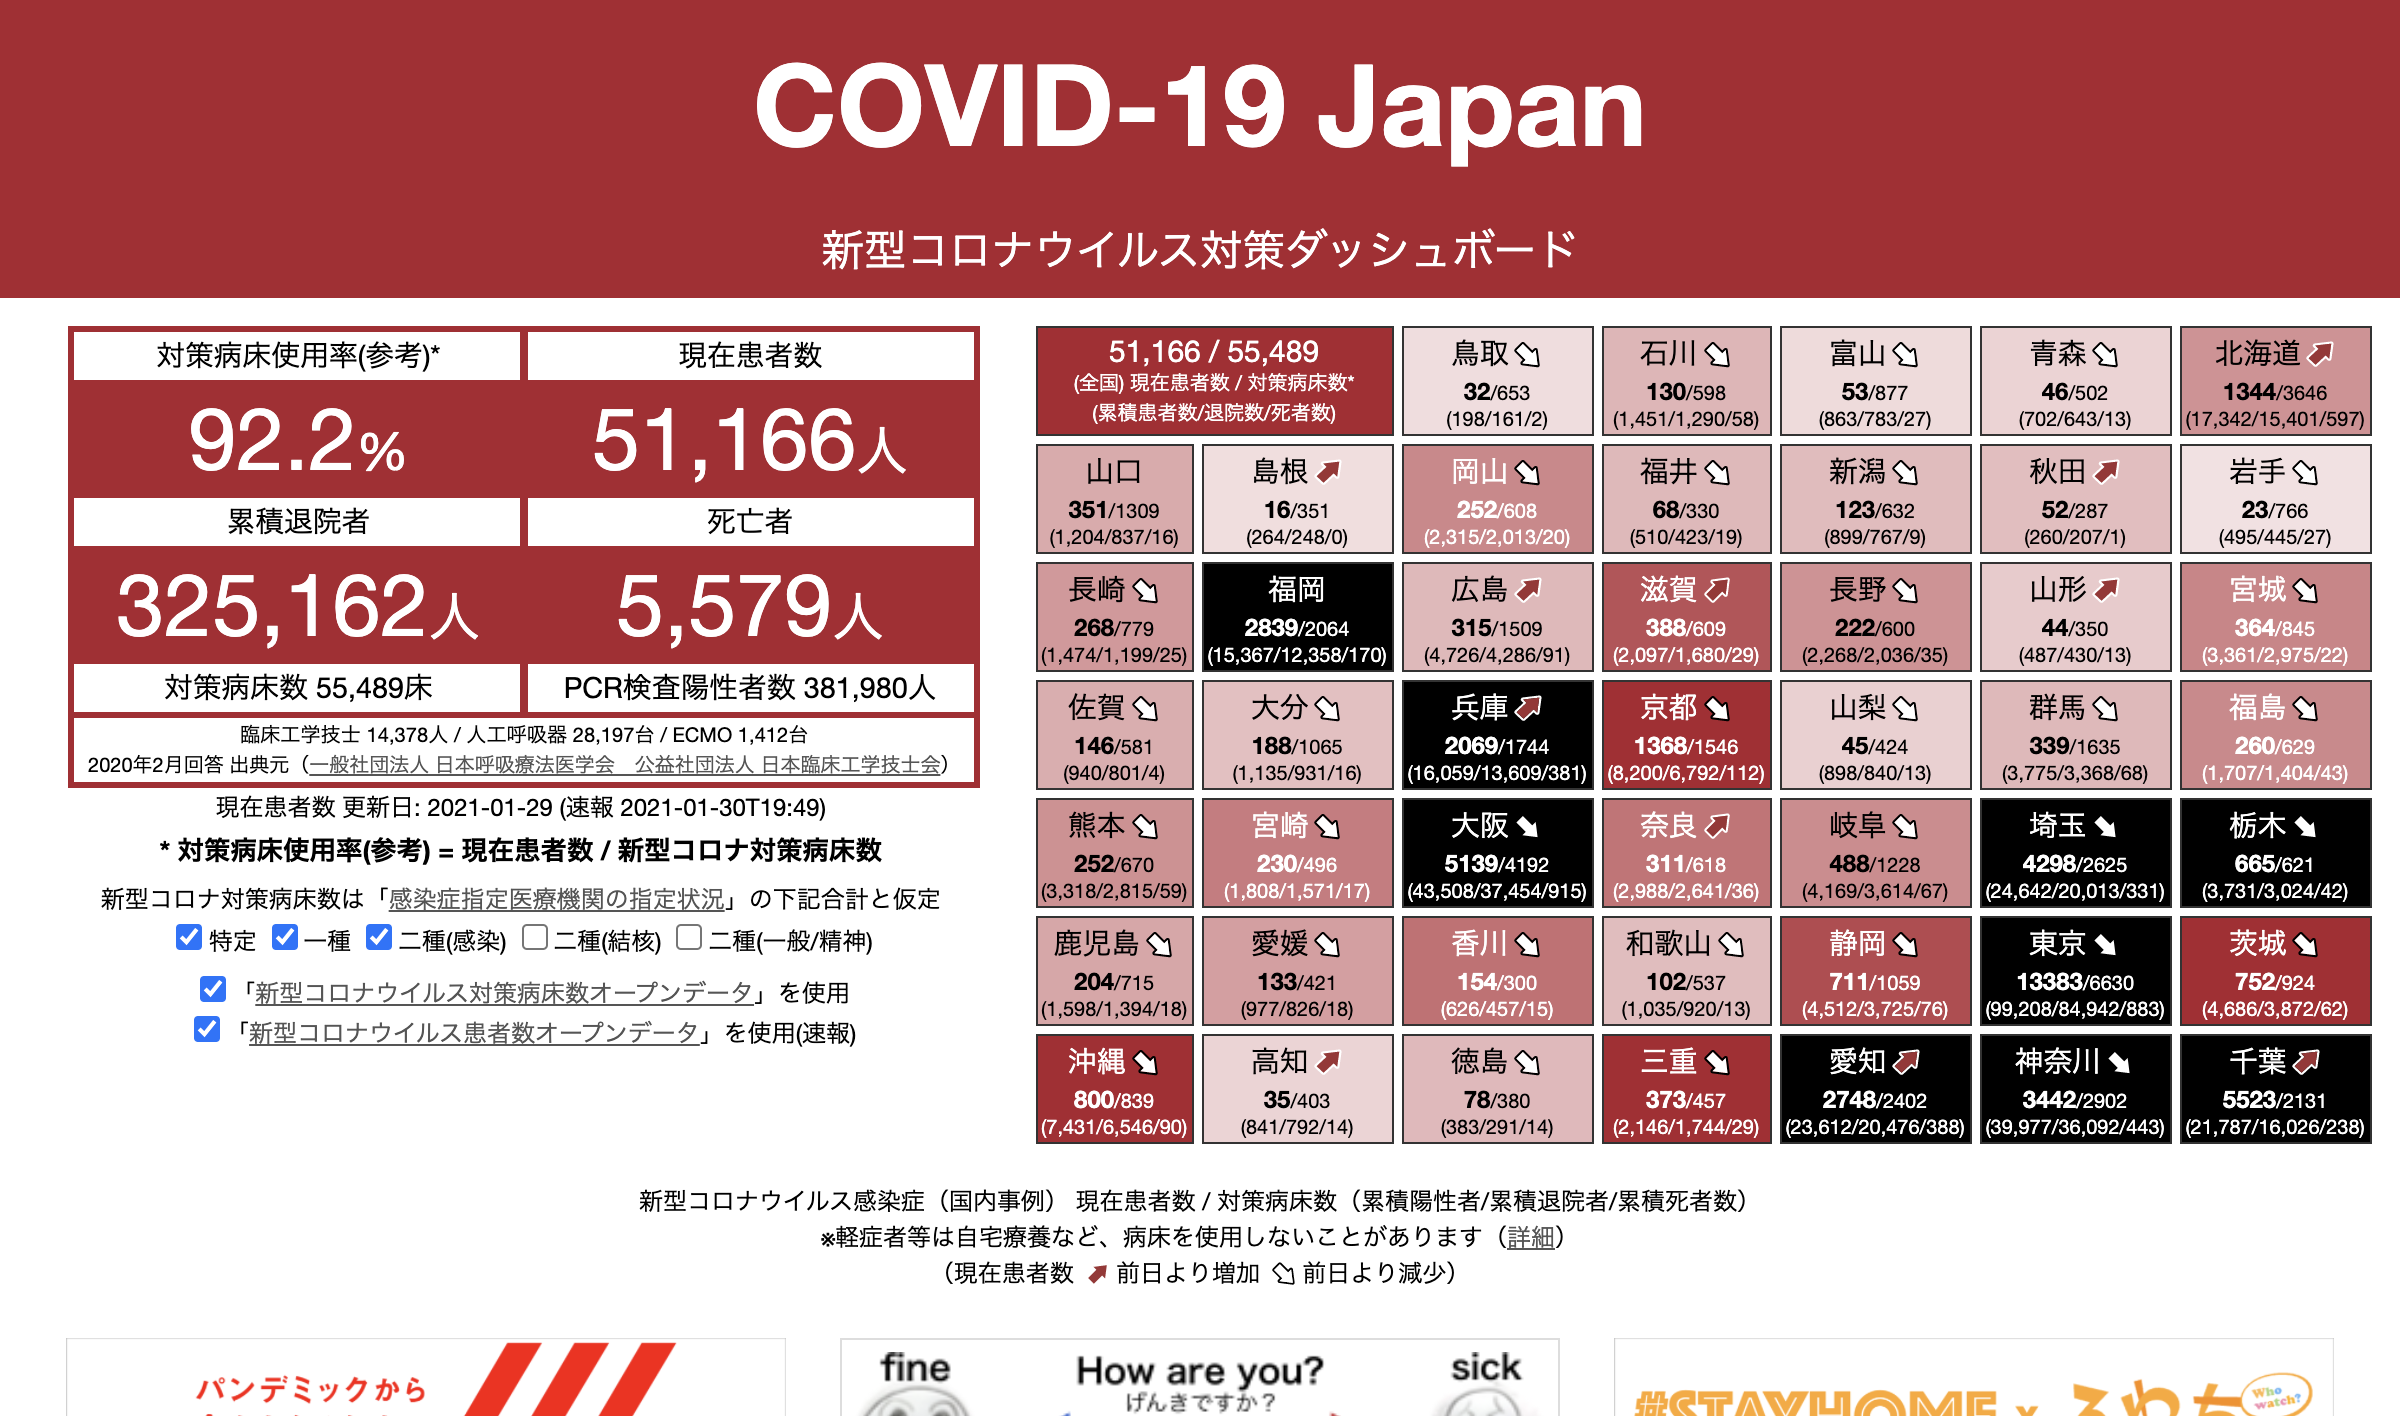 COVID-19 Japan
新型コロナウイルス対策ダッシュボード
対策病床使用率(参考)*
現在患者数
92.2%
51,166人
累積退院者
死亡者
325,162人
5,579人
対策病床数 55,489床
PCR検査陽性者数 381,980人
臨床工学技士 14,378人 / 人工呼吸器 28,197台 / ECMO 1,412台
2020年2月回答 出典元（一般社団法人 日本呼吸療法医学会　公益社団法人 日本臨床工学技士会）
現在患者数 更新日: 2021-01-29 (速報 2021-01-30T19:49)
* 対策病床使用率(参考) = 現在患者数 / 新型コロナ対策病床数
新型コロナ対策病床数は「感染症指定医療機関の指定状況」の下記合計と仮定
特定 一種 二種(感染) 二種(結核) 二種(一般/精神)
「新型コロナウイルス対策病床数オープンデータ」を使用
「新型コロナウイルス患者数オープンデータ」を使用(速報)
51,166 / 55,489
(全国) 現在患者数 / 対策病床数*
(累積患者数/退院数/死者数)
鳥取
32/653
(198/161/2)
石川
130/598
(1,451/1,290/58)
富山
53/877
(863/783/27)
青森
46/502
(702/643/13)
北海道
1344/3646
(17,342/15,401/597)
山口
351/1309
(1,204/837/16)
島根
16/351
(264/248/0)
岡山
252/608
(2,315/2,013/20)
福井
68/330
(510/423/19)
新潟
123/632
(899/767/9)
秋田
52/287
(260/207/1)
岩手
23/766
(495/445/27)
長崎
268/779
(1,474/1,199/25)
福岡
2839/2064
(15,367/12,358/170)
広島
315/1509
(4,726/4,286/91)
滋賀
388/609
(2,097/1,680/29)
長野
222/600
(2,268/2,036/35)
山形
44/350
(487/430/13)
宮城
364/845
(3,361/2,975/22)
佐賀
146/581
(940/801/4)
大分
188/1065
(1,135/931/16)
兵庫
2069/1744
(16,059/13,609/381)
京都
1368/1546
(8,200/6,792/112)
山梨
45/424
(898/840/13)
群馬
339/1635
(3,775/3,368/68)
福島
260/629
(1,707/1,404/43)
熊本
252/670
(3,318/2,815/59)
宮崎
230/496
(1,808/1,571/17)
大阪
5139/4192
(43,508/37,454/915)
奈良
311/618
(2,988/2,641/36)
岐阜
488/1228
(4,169/3,614/67)
埼玉
4298/2625
(24,642/20,013/331)
栃木
665/621
(3,731/3,024/42)
鹿児島
204/715
(1,598/1,394/18)
愛媛
133/421
(977/826/18)
香川
154/300
(626/457/15)
和歌山
102/537
(1,035/920/13)
静岡
711/1059
(4,512/3,725/76)
東京
13383/6630
(99,208/84,942/883)
茨城
752/924
(4,686/3,872/62)
沖縄
800/839
(7,431/6,546/90)
高知
35/403
(841/792/14)
徳島
78/380
(383/291/14)
三重
373/457
(2,146/1,744/29)
愛知
2748/2402
(23,612/20,476/388)
神奈川
3442/2902
(39,977/36,092/443)
千葉
5523/2131
(21,787/16,026/238)
新型コロナウイルス感染症（国内事例） 現在患者数 / 対策病床数（累積陽性者/累積退院者/累積死者数）
※軽症者等は自宅療養など、病床を使用しないことがあります（詳細）
（現在患者数 前日より増加 前日より減少）
パンデミックから
fine
How are you?
げんきですか？
sick
#STAYHOME x
Who watch?